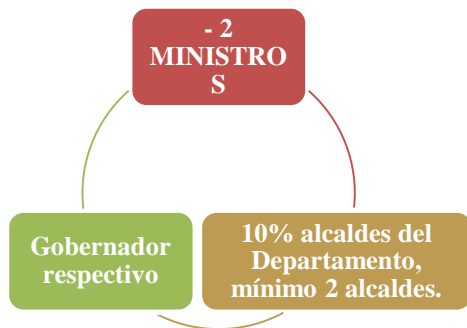 - 2
MINISTRO
S
Gobernador
respectivo
10% alcaldes del
Departamento,
mínimo 2 alcaldes.